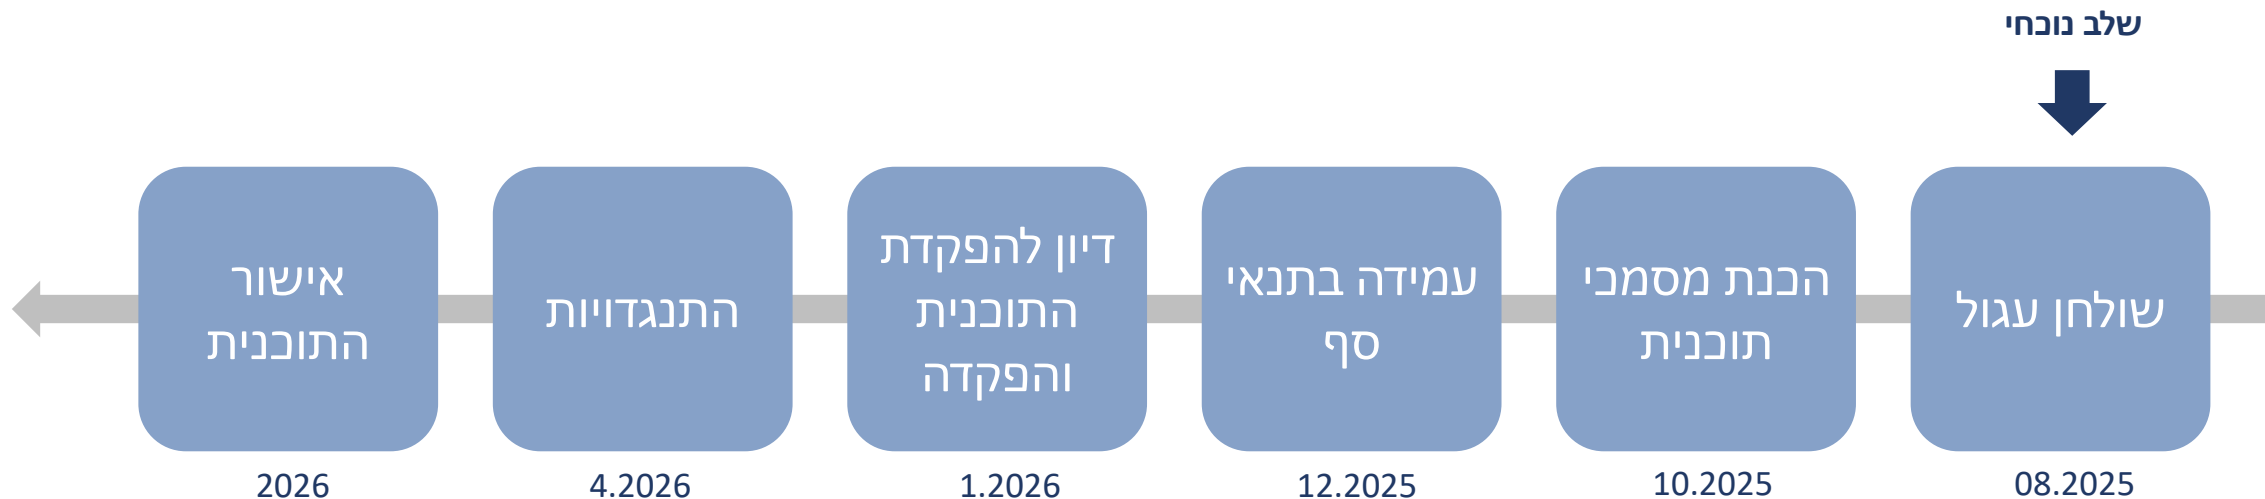 שלב נוכחי
שולחן עגול
08.2025
הכנת מסמכי
תוכנית
10.2025
עמידה בתנאי
סף
12.2025
דיון להפקדת
התוכנית
והפקדה
1.2026
התנגדויות
4.2026
אישור
התוכנית
2026